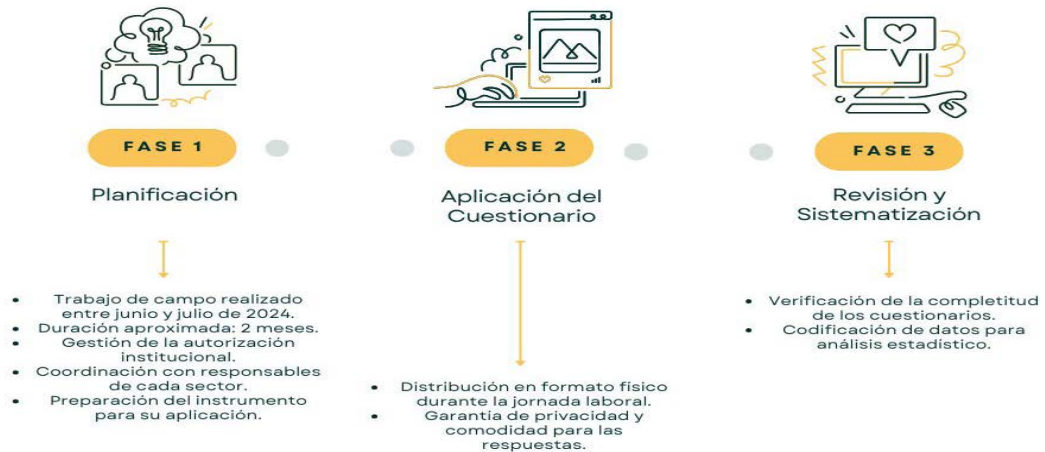 FASE 1
Planificación
• Trabajo de campo realizado
entre junio y julio de 2024.
• Duración aproximada: 2 meses.
• Gestión de la autorización
institucional.
• Coordinación con responsables
de cada sector.
• Preparación del instrumento
para su aplicación.
FASE 2
Aplicación del
Cuestionario
• Distribución en formato físico
durante la jornada laboral.
• Garantía de privacidad y
comodidad para las
respuestas.
FASE 3
Revisión y
Sistematización
• Verificación de la completitud
de los cuestionarios.
• Codificación de datos para
análisis estadístico.